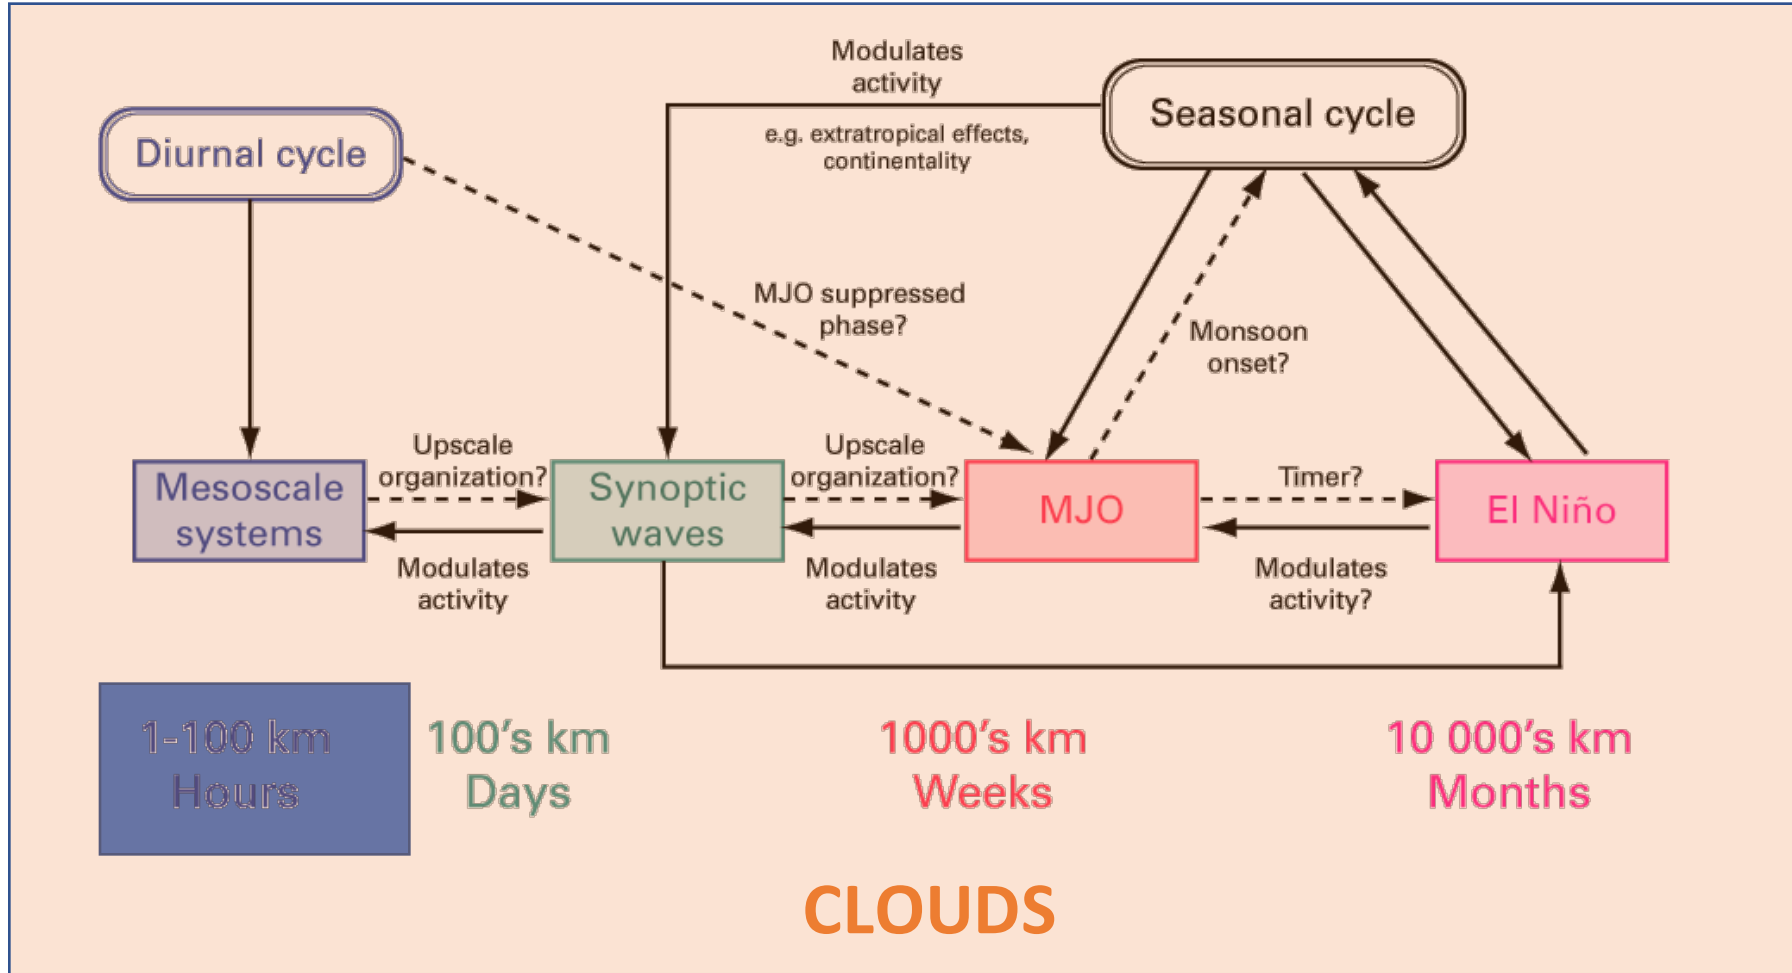 Modulates
activity
Seasonal cycle
Diurnal cycle
e.g. extratropical effects,
continentality
MJO suppressed
phase?
Monsoon
onset?
Upscale
organization?
Upscale
organization?
Timer?
Mesoscale
systems
Synoptic
waves
MJO
El Niño
Modulates
activity
Modulates
activity
Modulates
activity?
1-100 km
Hours
100's km
Days
1000's km
Weeks
10 000's km
Months
CLOUDS